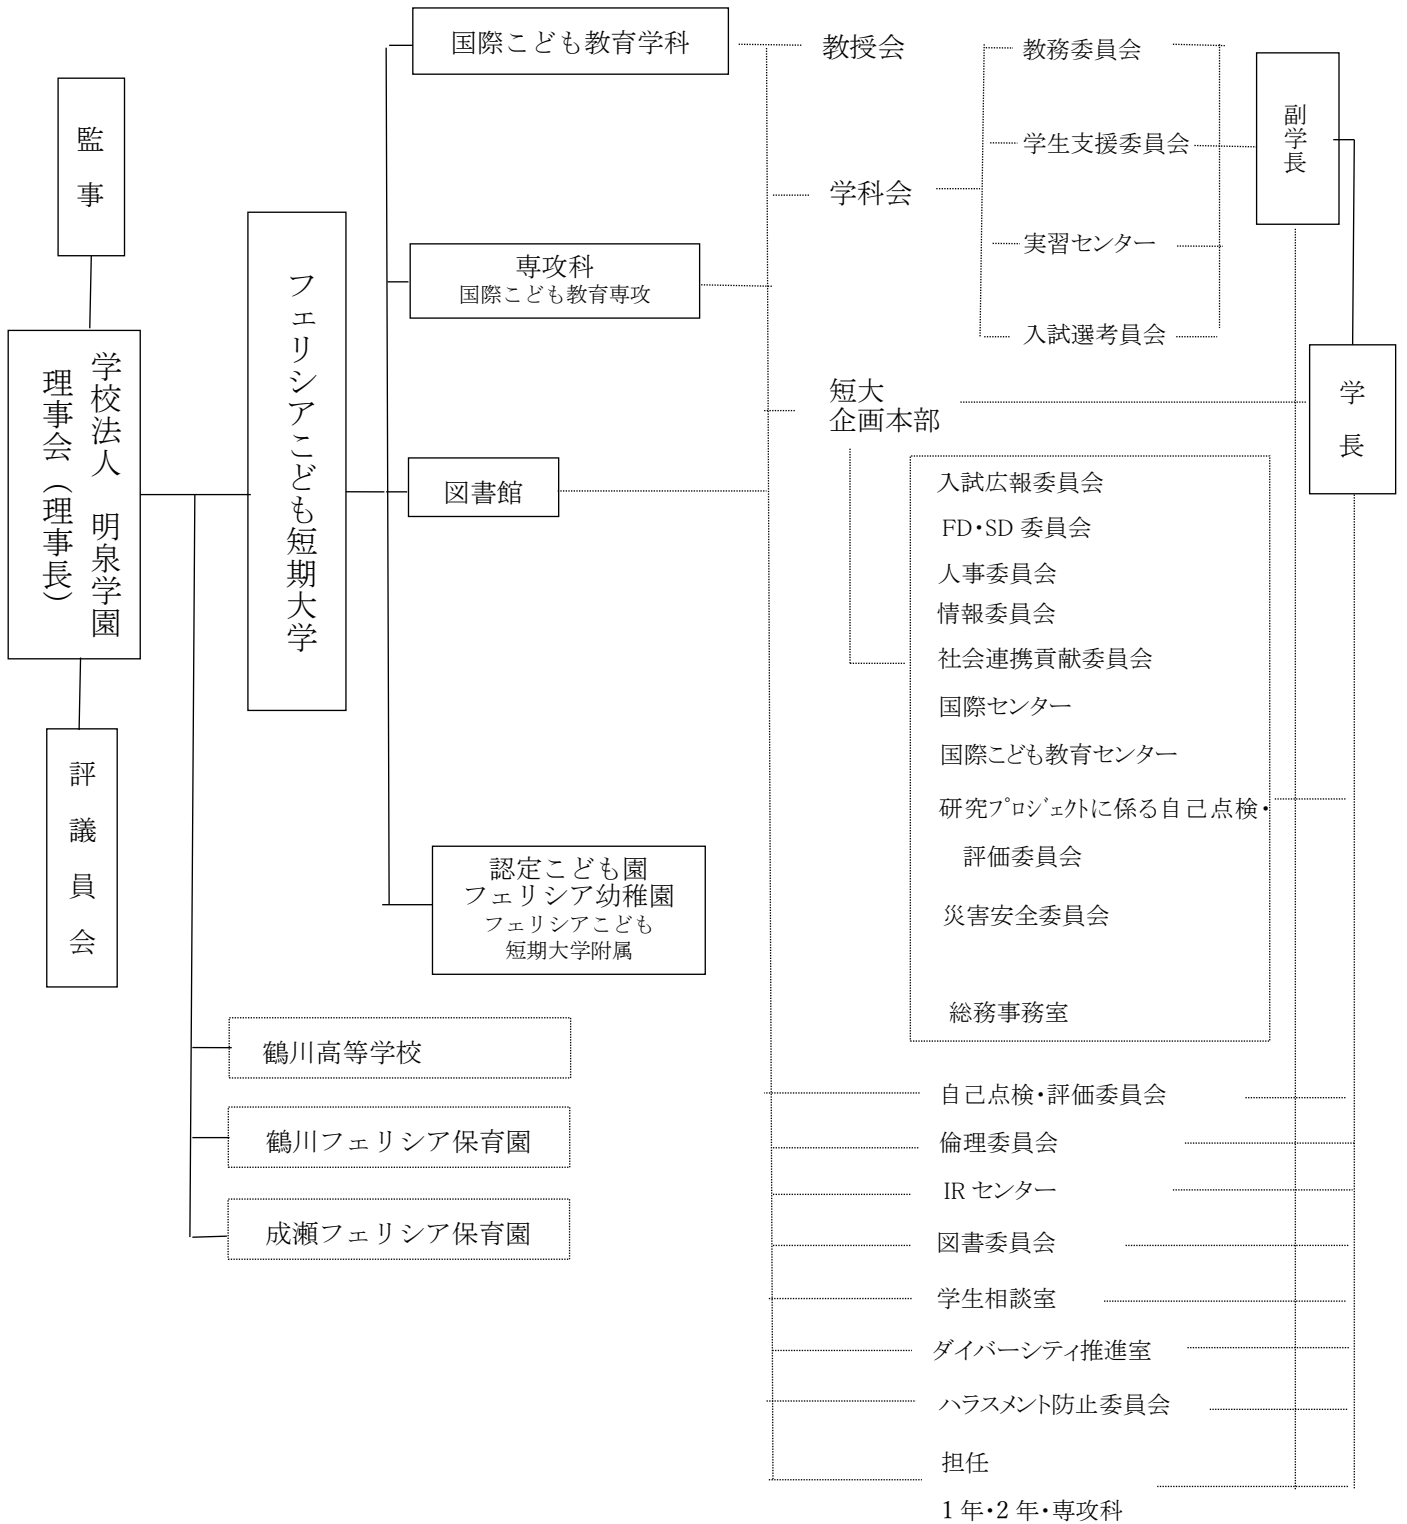 監事
学校法人　明泉学園
理事会（理事長）
評議員会
フェリシアこども短期大学
国際こども教育学科
専攻科
国際こども教育専攻
図書館
認定こども園
フェリシア幼稚園
フェリシアこども
短期大学附属
鶴川高等学校
鶴川フェリシア保育園
成瀬フェリシア保育園
教授会
学科会
教務委員会
学生支援委員会
実習センター
入試選考員会
副学長
学長
短大
企画本部
入試広報委員会
FD・SD 委員会
人事委員会
情報委員会
社会連携貢献委員会
国際センター
国際こども教育センター
研究ﾌﾟﾛｼﾞｪｸﾄに係る自己点検・
評価委員会
災害安全委員会
総務事務室
自己点検・評価委員会
倫理委員会
IR センター
図書委員会
学生相談室
ダイバーシティ推進室
ハラスメント防止委員会
担任
1 年・2 年・専攻科